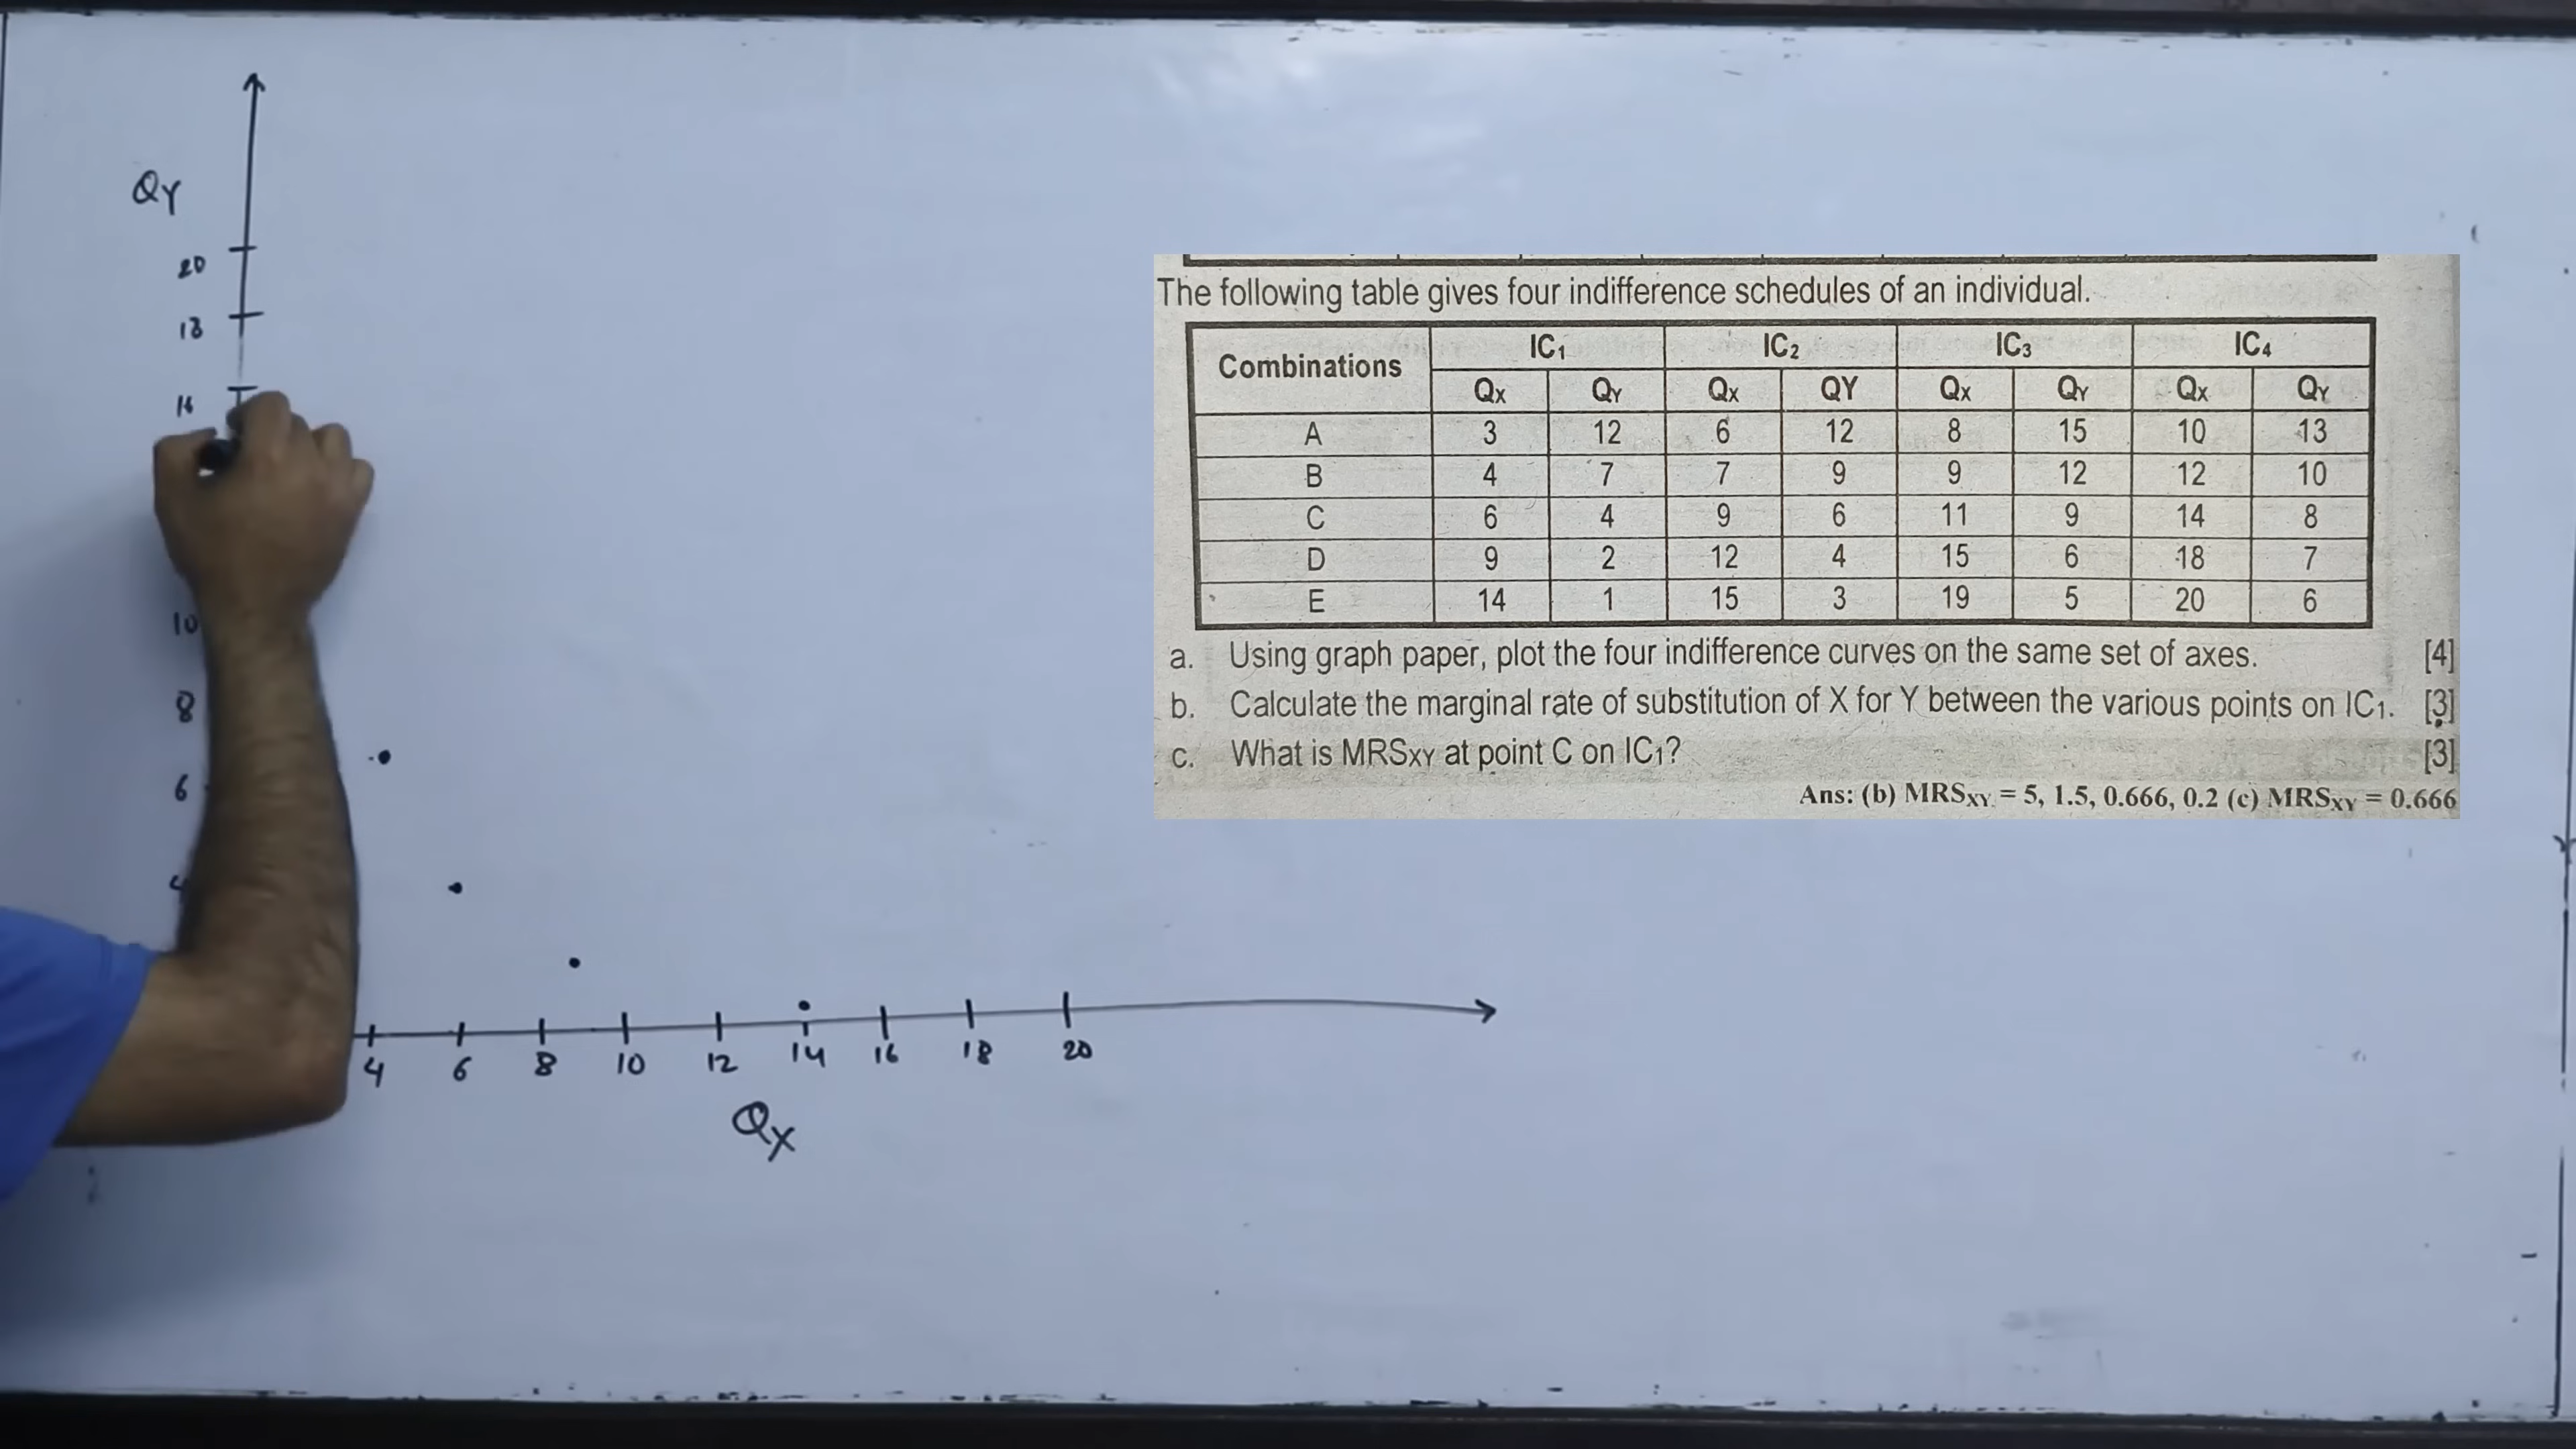 QY
20
18
16
10
8
6
4
4 6 8 10 12 14 16 18 20
QX
The following table gives four indifference schedules of an individual.
Combinations IC₁ IC₂ IC₃ IC₄
QX QY QX QY QX QY QX QY
A 3 12 6 12 8 15 10 13
B 4 7 7 9 9 12 12 10
C 6 4 9 6 11 9 14 8
D 9 2 12 4 15 6 18 7
E 14 1 15 3 19 5 20 6
a. Using graph paper, plot the four indifference curves on the same set of axes. [4]
b. Calculate the marginal rate of substitution of X for Y between the various points on IC₁. [3]
c. What is MRSXY at point C on IC₁? [3]
Ans: (b) MRSXY = 5, 1.5, 0.666, 0.2 (c) MRSXY = 0.666